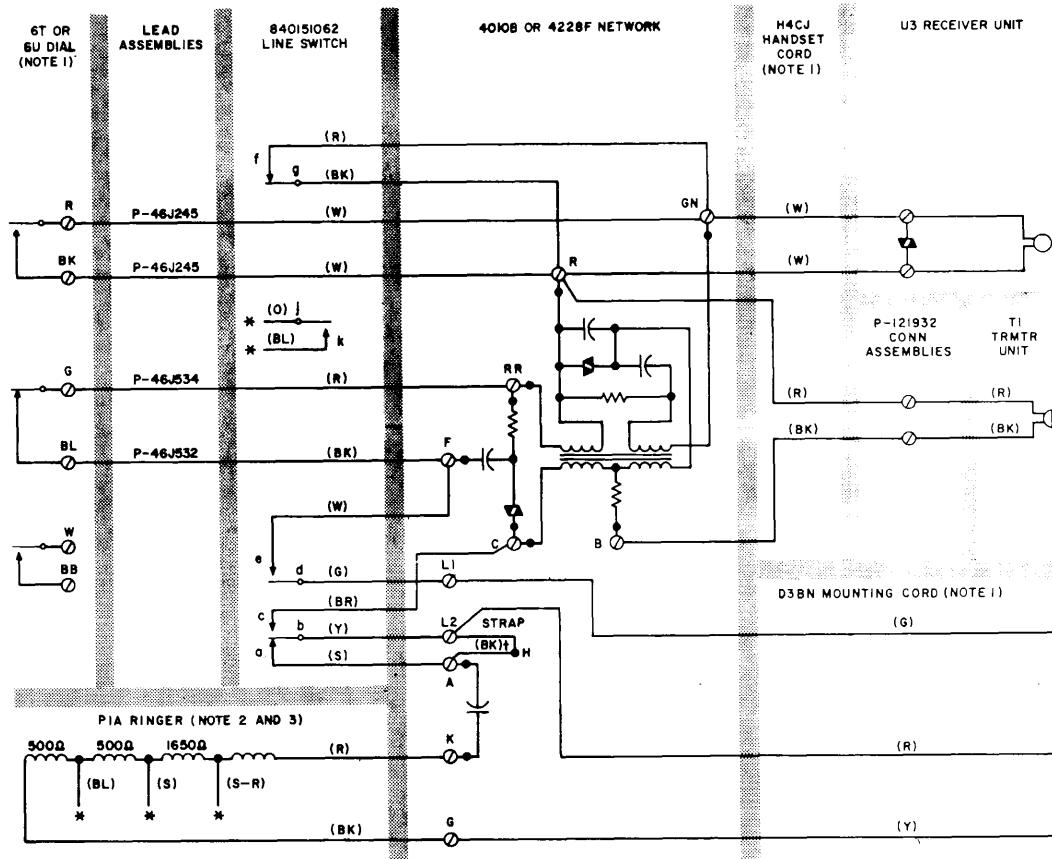 6T OR
6U DIAL
(NOTE 1)
LEAD
ASSEMBLIES
840151062
LINE SWITCH
4010B OR 4228F NETWORK
H4CJ
HANDSET
CORD
(NOTE 1)
U3 RECEIVER UNIT
(R)
f
g
(BK)
R
P-46J245
(W)
GN
(W)
BK
P-46J245
(W)
R
(W)
* (O) j
* (BL) k
P-121932
CONN
ASSEMBLIES
T1
TRMTR
UNIT
G
P-46J534
(R)
RR
(R)
(R)
BL
P-46J532
(BK)
F
(BK)
(BK)
(W)
W
C
B
BB
e
d
(G)
L1
D3BN MOUNTING CORD (NOTE 1)
c
(BR)
b
(Y)
L2
STRAP
(G)
a
(S)
(BK)†
H
A
P1A RINGER (NOTE 2 AND 3)
500Ω
500Ω
1650Ω
(R)
K
(R)
(BL)
(S)
(S-R)
* * *
(BK)
G
(Y)